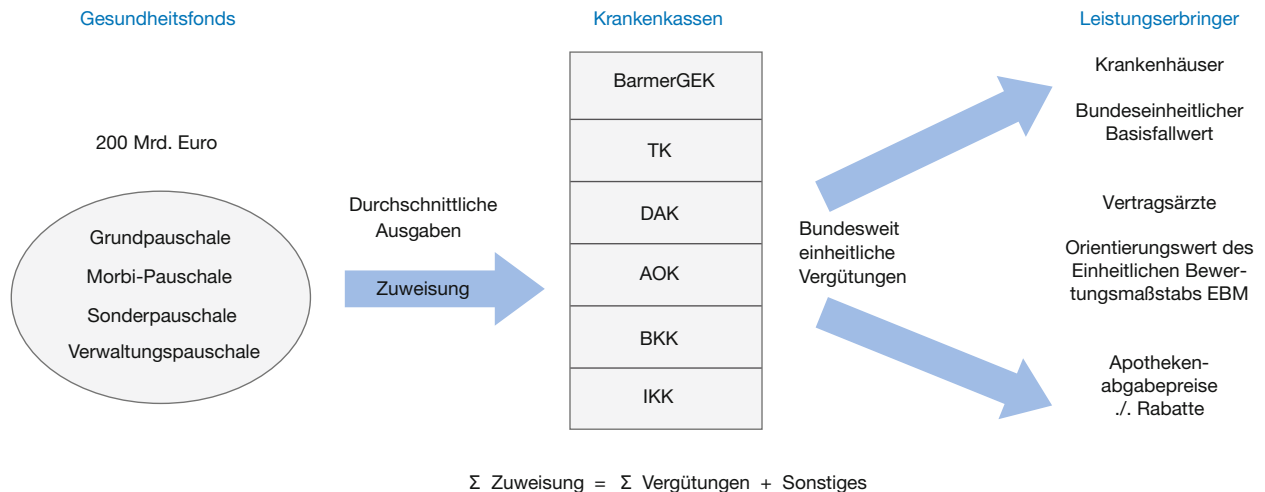 Gesundheitsfonds
200 Mrd. Euro
Grundpauschale
Morbi-Pauschale
Sonderpauschale
Verwaltungspauschale
Durchschnittliche
Ausgaben
Zuweisung
Krankenkassen
BarmerGEK
TK
DAK
AOK
BKK
IKK
Bundesweit
einheitliche
Vergütungen
Leistungserbringer
Krankenhäuser
Bundeseinheitlicher
Basisfallwert
Vertragsärzte
Orientierungswert des
Einheitlichen Bewer-
tungsmaßstabs EBM
Apotheken-
abgabepreise
./. Rabatte
Σ Zuweisung = Σ Vergütungen + Sonstiges